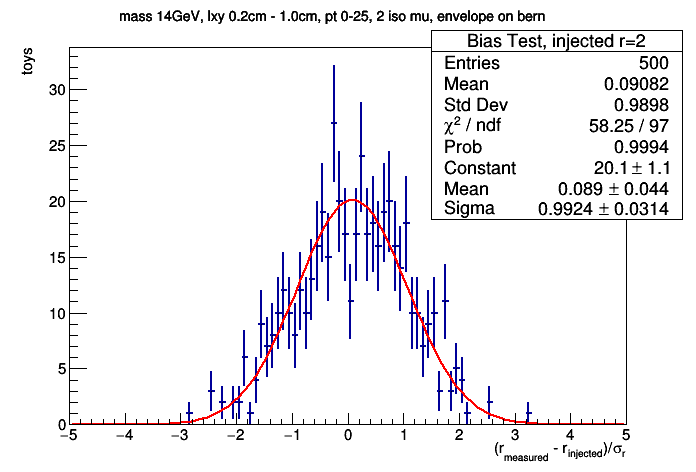 mass 14GeV, lxy 0.2cm - 1.0cm, pt 0-25, 2 iso mu, envelope on bern
Bias Test, injected r=2
Entries 500
Mean 0.09082
Std Dev 0.9898
χ² / ndf 58.25 / 97
Prob 0.9994
Constant 20.1 ± 1.1
Mean 0.089 ± 0.044
Sigma 0.9924 ± 0.0314
toys
30
25
20
15
10
5
0
−5 −4 −3 −2 −1 0 1 2 3 4 5
(r_measured - r_injected)/σ_r